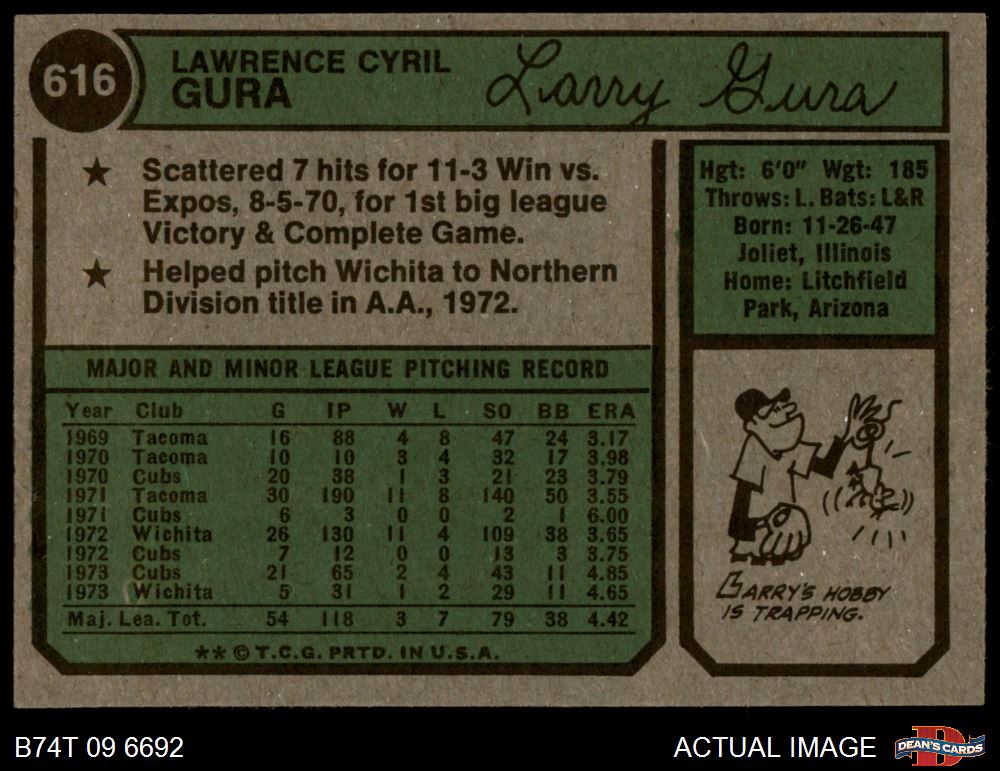 616
LAWRENCE CYRIL
GURA
Larry Gura
★ Scattered 7 hits for 11-3 Win vs.
Expos, 8-5-70, for 1st big league
Victory & Complete Game.
★ Helped pitch Wichita to Northern
Division title in A.A., 1972.
Hgt: 6'0" Wgt: 185
Throws: L. Bats: L&R
Born: 11-26-47
Joliet, Illinois
Home: Litchfield
Park, Arizona
MAJOR AND MINOR LEAGUE PITCHING RECORD
Year Club G IP W L SO BB ERA
1969 Tacoma 16 88 4 8 47 24 3.17
1970 Tacoma 10 10 3 4 32 17 3.98
1970 Cubs 20 38 1 3 21 23 3.79
1971 Tacoma 30 190 11 8 140 50 3.55
1971 Cubs 6 3 0 0 2 1 6.00
1972 Wichita 26 130 11 4 109 38 3.65
1972 Cubs 7 12 0 0 13 3 3.75
1973 Cubs 21 65 2 4 43 11 4.85
1973 Wichita 5 31 1 2 29 11 4.65
Maj. Lea. Tot. 54 118 3 7 79 38 4.42
** © T.C.G. PRTD. IN U.S.A.
BARRY'S HOBBY
IS TRAPPING.
B74T 09 6692
ACTUAL IMAGE
DEAN'S CARDS